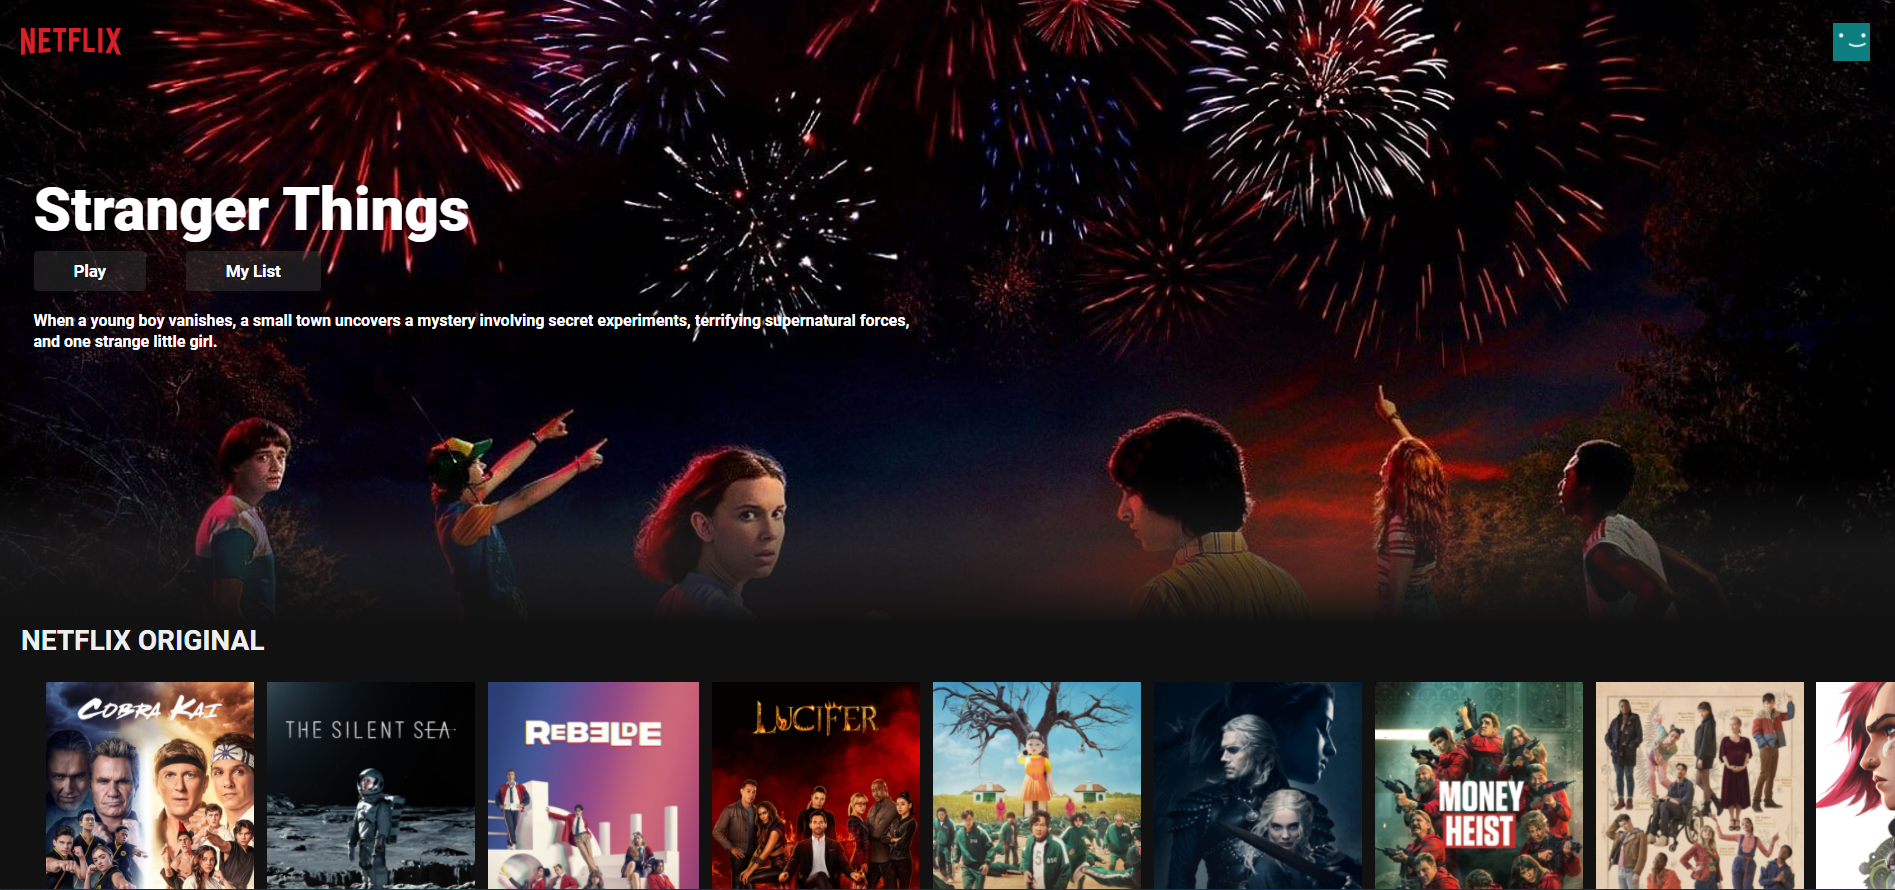 NETFLIX
Stranger Things
Play
My List
When a young boy vanishes, a small town uncovers a mystery involving secret experiments, terrifying supernatural forces,
and one strange little girl.
NETFLIX ORIGINAL
COBRA KAI
THE SILENT SEA
REBELDE
LUCIFER
MONEY
HEIST